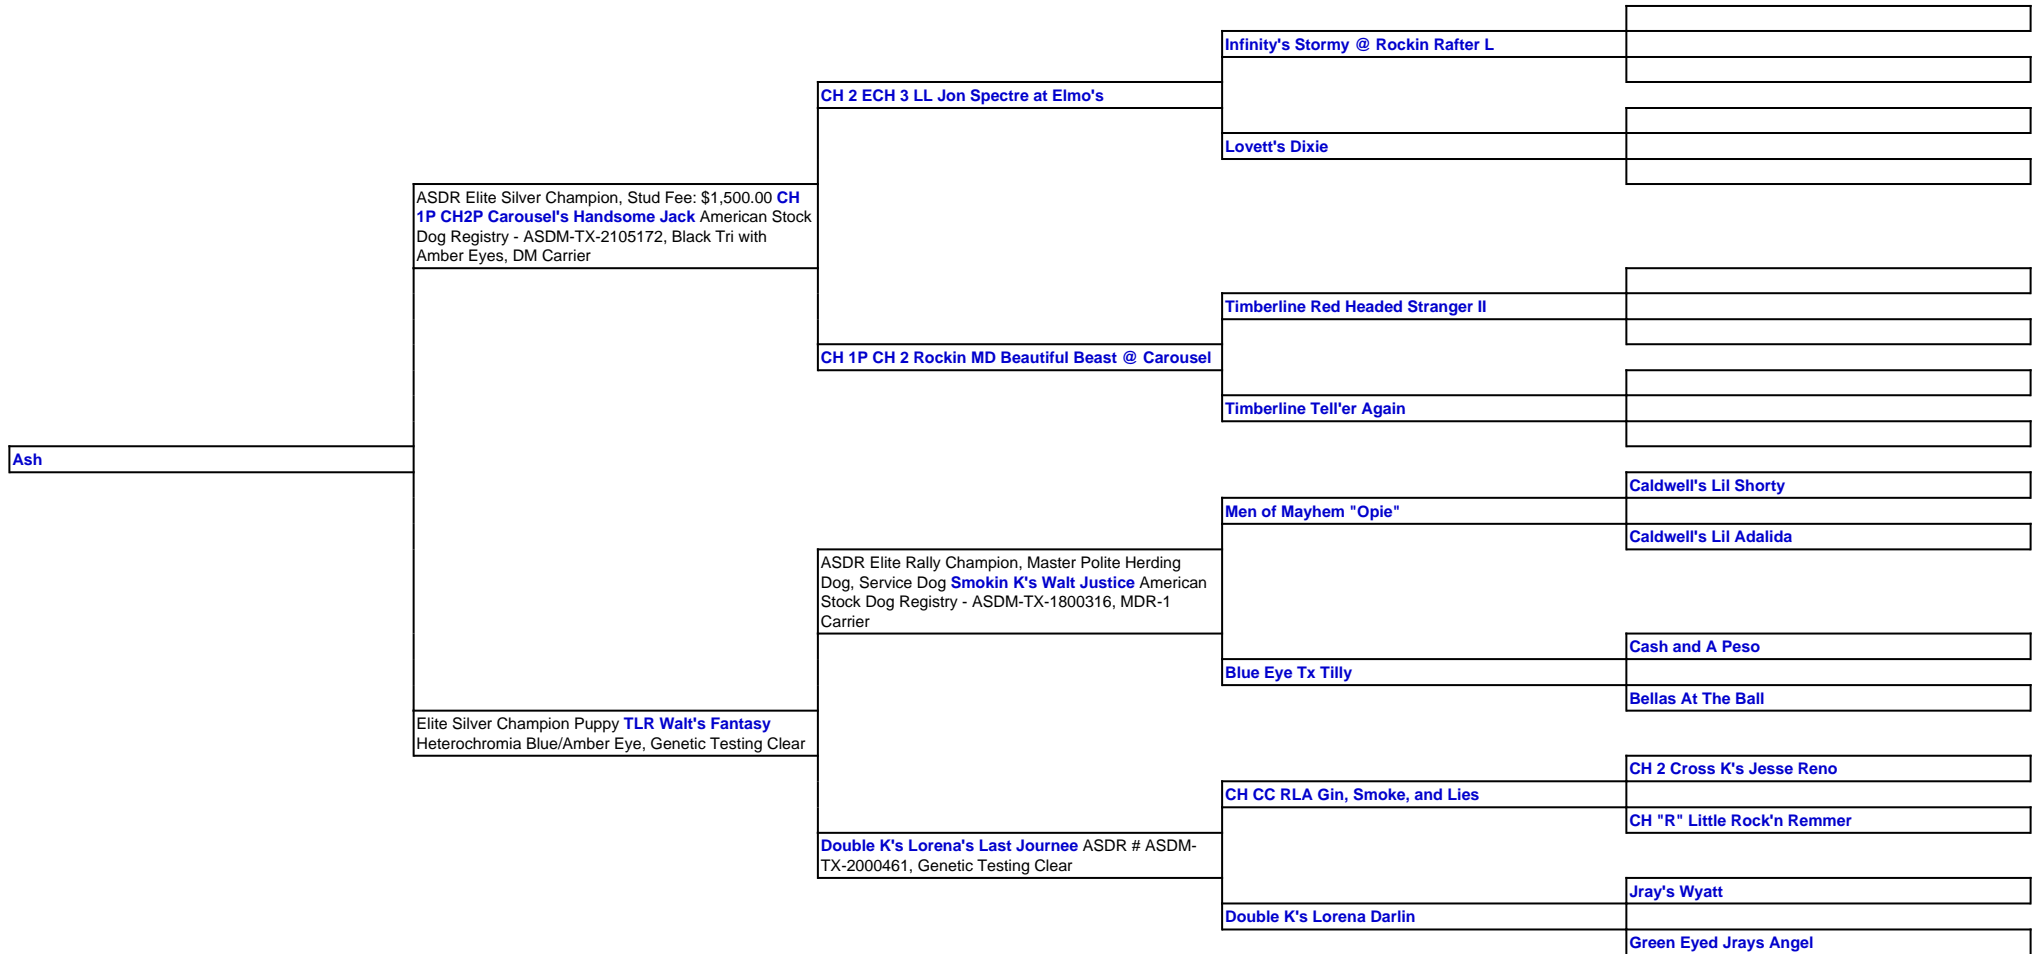 Infinity's Stormy @ Rockin Rafter L
CH 2 ECH 3 LL Jon Spectre at Elmo's
Lovett's Dixie
ASDR Elite Silver Champion, Stud Fee: $1,500.00 CH
1P CH2P Carousel's Handsome Jack American Stock
Dog Registry - ASDM-TX-2105172, Black Tri with
Amber Eyes, DM Carrier
Timberline Red Headed Stranger II
CH 1P CH 2 Rockin MD Beautiful Beast @ Carousel
Timberline Tell'er Again
Ash
Caldwell's Lil Shorty
Men of Mayhem "Opie"
Caldwell's Lil Adalida
ASDR Elite Rally Champion, Master Polite Herding
Dog, Service Dog Smokin K's Walt Justice American
Stock Dog Registry - ASDM-TX-1800316, MDR-1
Carrier
Cash and A Peso
Blue Eye Tx Tilly
Bellas At The Ball
Elite Silver Champion Puppy TLR Walt's Fantasy
Heterochromia Blue/Amber Eye, Genetic Testing Clear
CH 2 Cross K's Jesse Reno
CH CC RLA Gin, Smoke, and Lies
CH "R" Little Rock'n Remmer
Double K's Lorena's Last Journee ASDR # ASDM-
TX-2000461, Genetic Testing Clear
Jray's Wyatt
Double K's Lorena Darlin
Green Eyed Jrays Angel